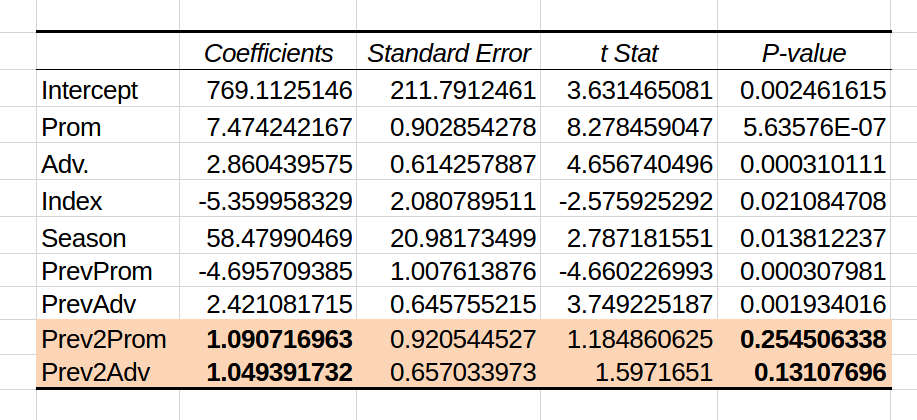 Coefficients Standard Error t Stat P-value
Intercept 769.1125146 211.7912461 3.631465081 0.002461615
Prom 7.474242167 0.902854278 8.278459047 5.63576E-07
Adv. 2.860439575 0.614257887 4.656740496 0.000310111
Index -5.359958329 2.080789511 -2.575925292 0.021084708
Season 58.47990469 20.98173499 2.787181551 0.013812237
PrevProm -4.695709385 1.007613876 -4.660226993 0.000307981
PrevAdv 2.421081715 0.645755215 3.749225187 0.001934016
Prev2Prom 1.090716963 0.920544527 1.184860625 0.254506338
Prev2Adv 1.049391732 0.657033973 1.5971651 0.13107696